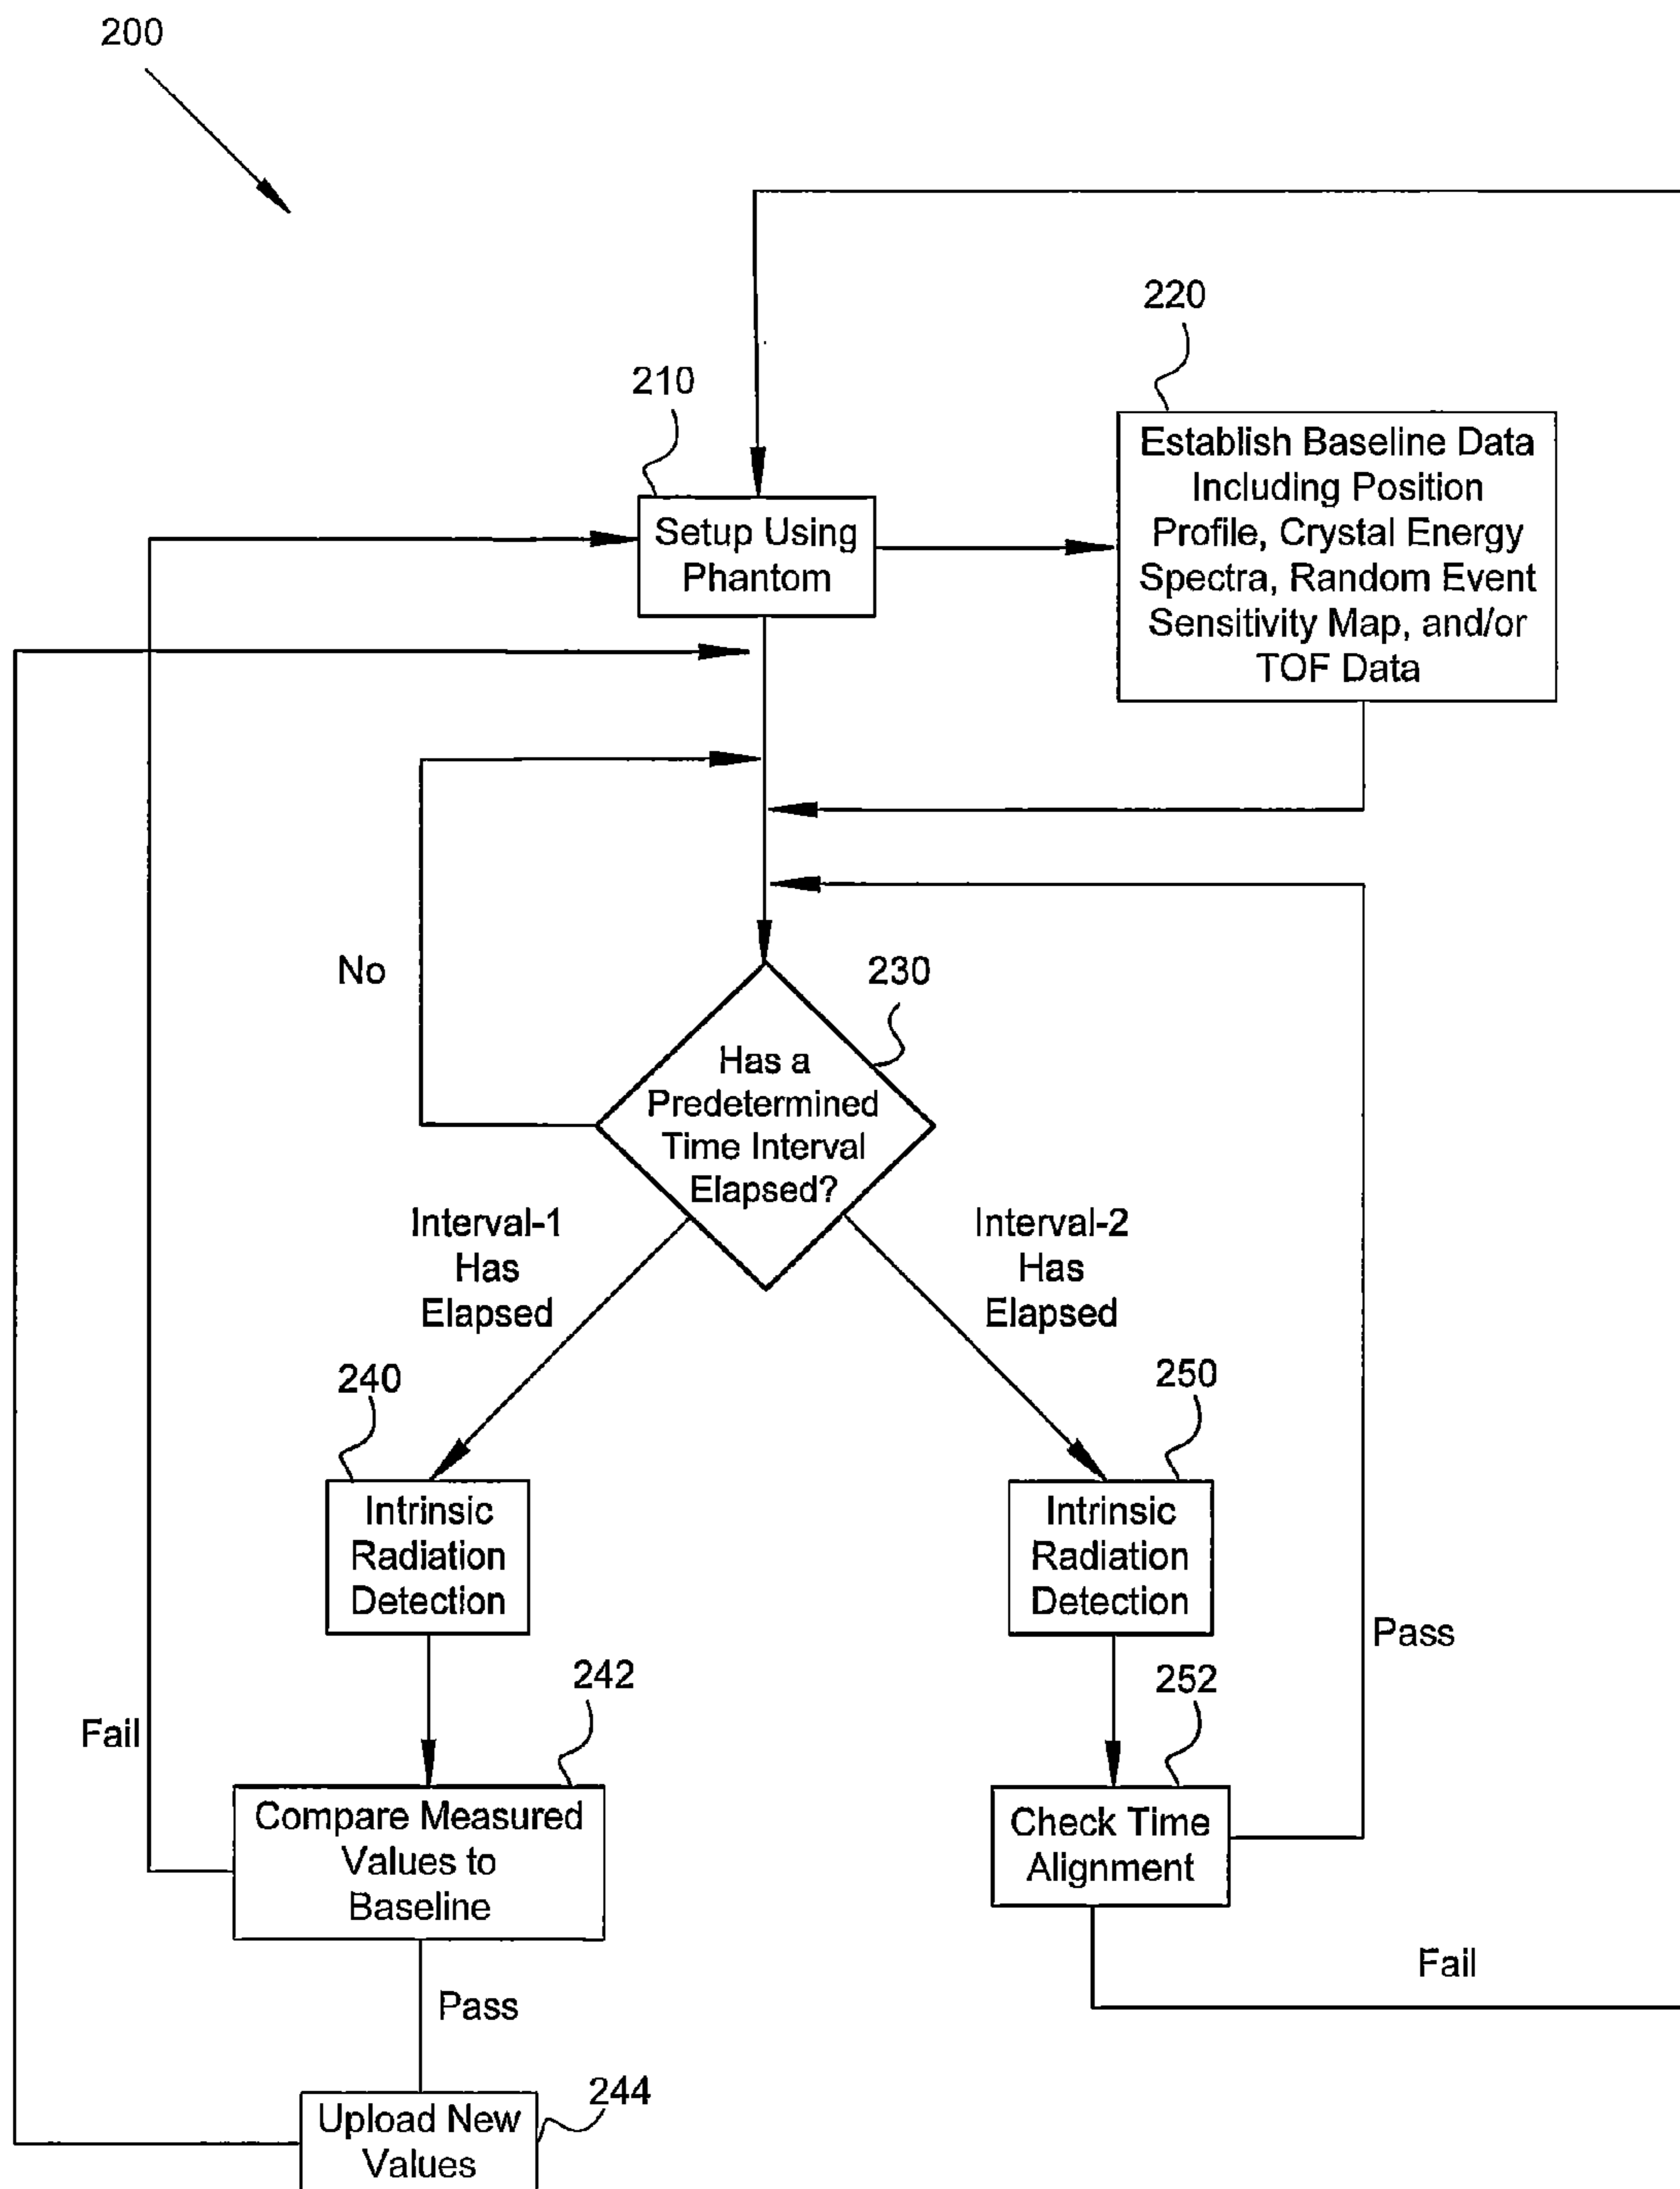 200
220
210
Establish Baseline Data
Including Position
Profile, Crystal Energy
Spectra, Random Event
Sensitivity Map, and/or
TOF Data
Setup Using
Phantom
No
230
Has a
Predetermined
Time Interval
Elapsed?
Interval-1
Has
Elapsed
Interval-2
Has
Elapsed
240
250
Intrinsic
Radiation
Detection
Intrinsic
Radiation
Detection
Pass
242
252
Fail
Compare Measured
Values to
Baseline
Check Time
Alignment
Fail
Pass
244
Upload New
Values